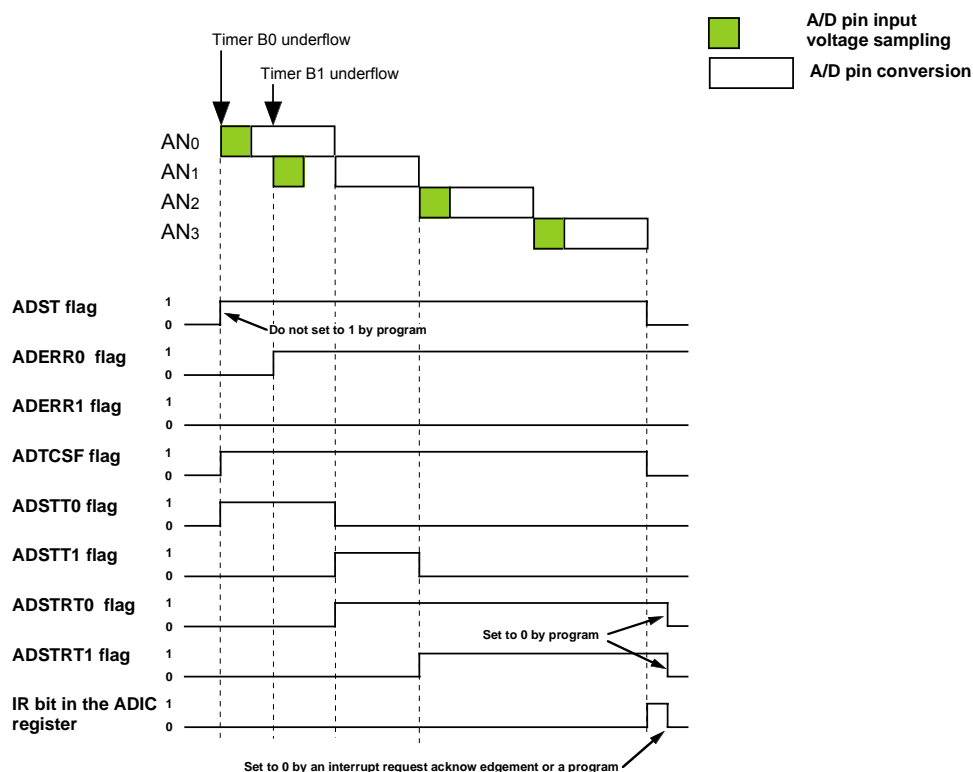 A/D pin input
voltage sampling
A/D pin conversion
Timer B0 underflow
Timer B1 underflow
AN0
AN1
AN2
AN3
ADST flag
1
0
Do not set to 1 by program
ADERR0 flag
1
0
ADERR1 flag
1
0
ADTCSF flag
1
0
ADSTT0 flag
1
0
ADSTT1 flag
1
0
ADSTRT0 flag
1
0
Set to 0 by program
ADSTRT1 flag
1
0
IR bit in the ADIC
register
1
0
Set to 0 by an interrupt request acknow edgement or a program